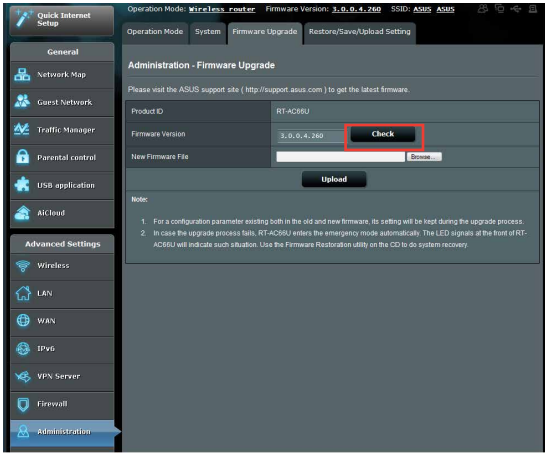 Quick Internet
Setup
Operation Mode: Wireless router Firmware Version: 3.0.0.4.260 SSID: ASUS ASUS
Operation Mode System Firmware Upgrade Restore/Save/Upload Setting
General
Network Map
Guest Network
Traffic Manager
Parental control
USB application
AiCloud
Advanced Settings
Wireless
LAN
WAN
IPv6
VPN Server
Firewall
Administration
Administration - Firmware Upgrade
Please visit the ASUS support site ( http://support.asus.com ) to get the latest firmware.
Product ID RT-AC66U
Firmware Version 3.0.0.4.260 Check
New Firmware File Browse...
Upload
Note:
1. For a configuration parameter existing both in the old and new firmware, its setting will be kept during the upgrade process.
2. In case the upgrade process fails, RT-AC66U enters the emergency mode automatically. The LED signals at the front of RT-
AC66U will indicate such situation. Use the Firmware Restoration utility on the CD to do system recovery.